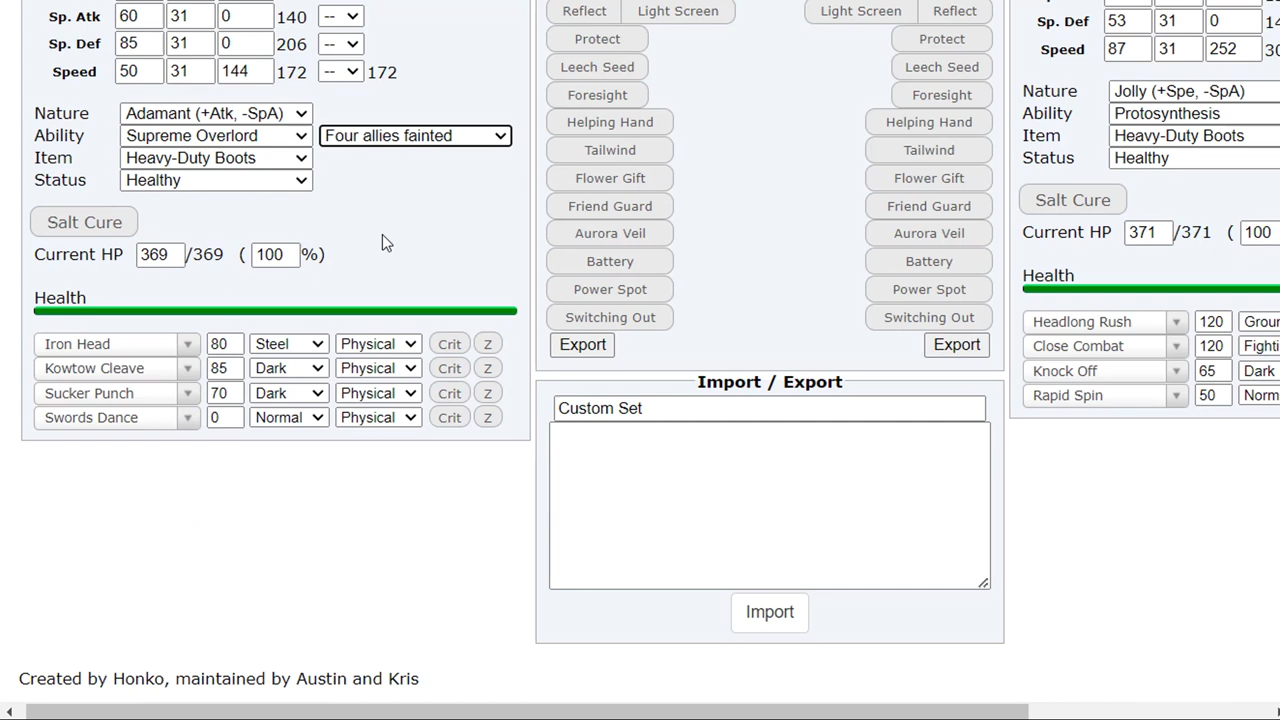 Sp. Atk 60 31 0 140 --
Sp. Def 85 31 0 206 --
Speed 50 31 144 172 -- 172
Nature Adamant (+Atk, -SpA)
Ability Supreme Overlord Four allies fainted
Item Heavy-Duty Boots
Status Healthy
Salt Cure
Current HP 369 /369 ( 100 %)
Health
Iron Head 80 Steel Physical Crit Z
Kowtow Cleave 85 Dark Physical Crit Z
Sucker Punch 70 Dark Physical Crit Z
Swords Dance 0 Normal Physical Crit Z
Reflect Light Screen Light Screen Reflect
Protect Protect
Leech Seed Leech Seed
Foresight Foresight
Helping Hand Helping Hand
Tailwind Tailwind
Flower Gift Flower Gift
Friend Guard Friend Guard
Aurora Veil Aurora Veil
Battery Battery
Power Spot Power Spot
Switching Out Switching Out
Export Export
Import / Export
Custom Set
Import
Sp. Def 53 31 0
Speed 87 31 252
Nature Jolly (+Spe, -SpA)
Ability Protosynthesis
Item Heavy-Duty Boots
Status Healthy
Salt Cure
Current HP 371 /371 ( 100
Health
Headlong Rush 120 Groun
Close Combat 120 Fighti
Knock Off 65 Dark
Rapid Spin 50 Norm
Created by Honko, maintained by Austin and Kris